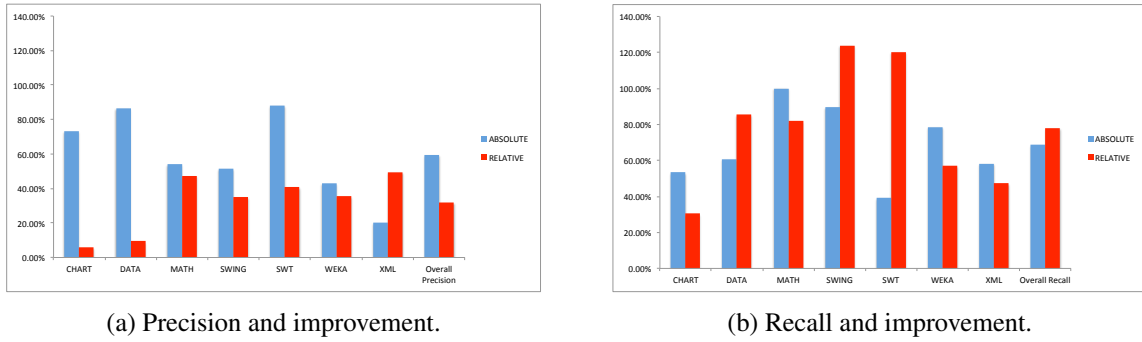 140.00%
120.00%
100.00%
80.00%
60.00%
40.00%
20.00%
0.00%
CHART DATA MATH SWING SWT WEKA XML Overall
Precision
ABSOLUTE
RELATIVE
(a) Precision and improvement.
140.00%
120.00%
100.00%
80.00%
60.00%
40.00%
20.00%
0.00%
CHART DATA MATH SWING SWT WEKA XML Overall Recall
ABSOLUTE
RELATIVE
(b) Recall and improvement.